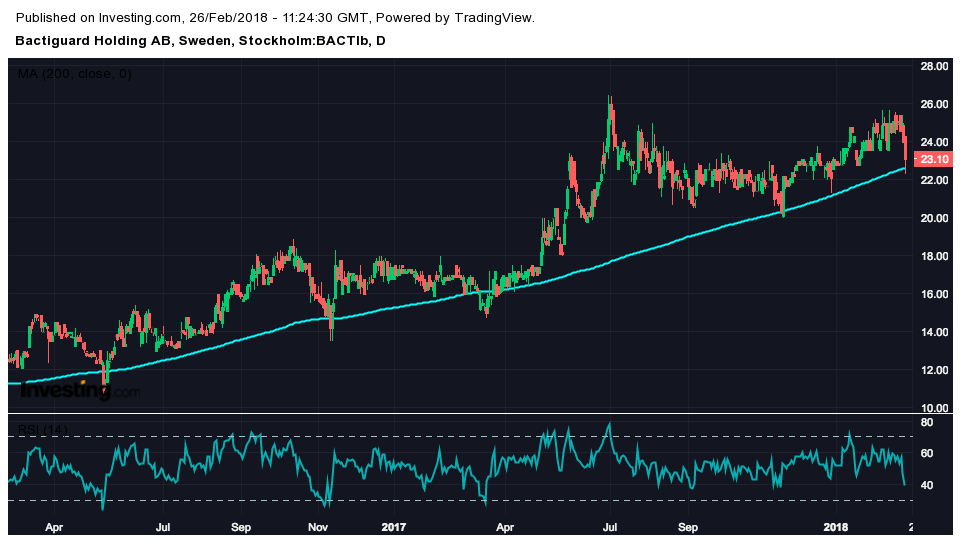 Published on Investing.com, 26/Feb/2018 - 11:24:30 GMT, Powered by TradingView.
Bactiguard Holding AB, Sweden, Stockholm:BACTIb, D
MA (200, close, 0)
28.00
26.00
24.00
23.10
22.00
20.00
18.00
16.00
14.00
12.00
10.00
Investing.com
RSI (14)
80
60
40
Apr Jul Sep Nov 2017 Apr Jul Sep 2018 2